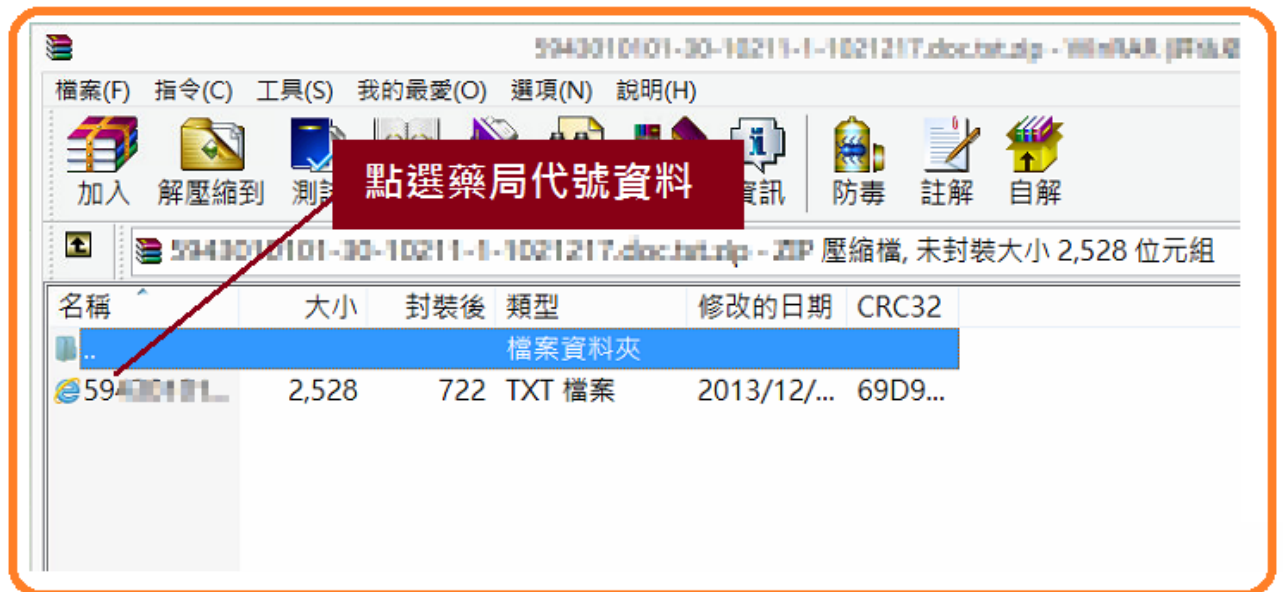 檔案(F) 指令(C) 工具(S) 我的最愛(O) 選項(N) 說明(H)
點選藥局代號資料
加入 解壓縮到 防毒 註解 自解
壓縮檔, 未封裝大小 2,528 位元組
名稱 大小 封裝後 類型 修改的日期 CRC32
.. 檔案資料夾
59 2,528 722 TXT 檔案 2013/12/... 69D9...